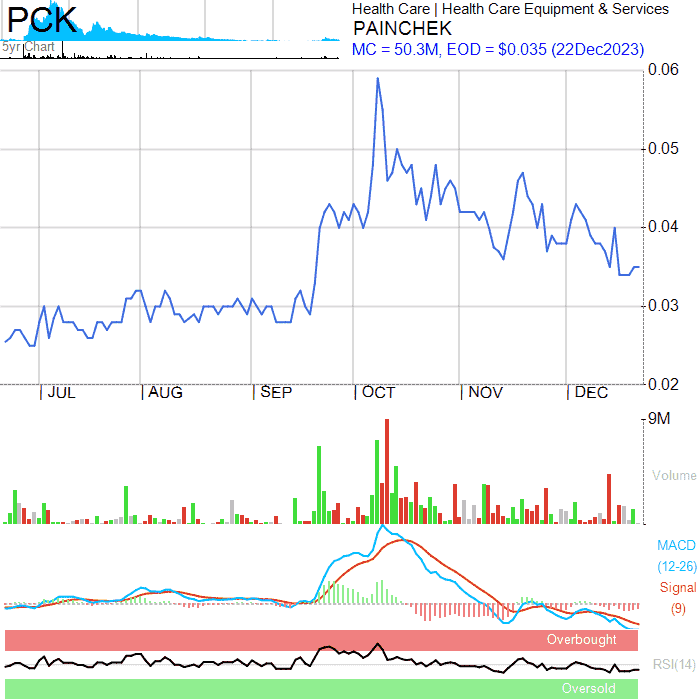 PCK
5yr Chart
Health Care | Health Care Equipment & Services
PAINCHEK
MC = 50.3M, EOD = $0.035 (22Dec2023)
0.06
0.05
0.04
0.03
0.02
| JUL | AUG | SEP | OCT | NOV | DEC
9M
Volume
MACD
(12-26)
Signal
(9)
Overbought
RSI(14)
Oversold